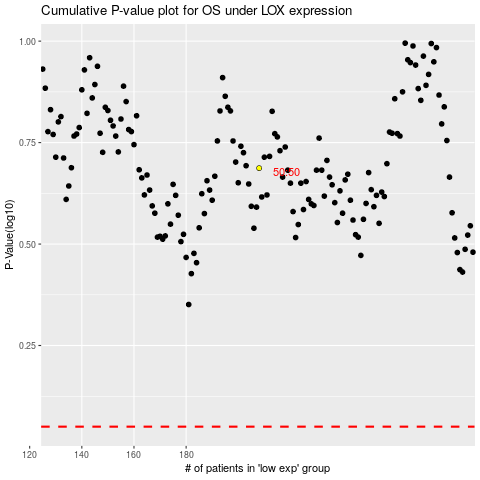 Cumulative P-value plot for OS under LOX expression
P-Value(log10)
1.00
0.75
0.50
0.25
50:50
120 140 160 180
# of patients in 'low exp' group